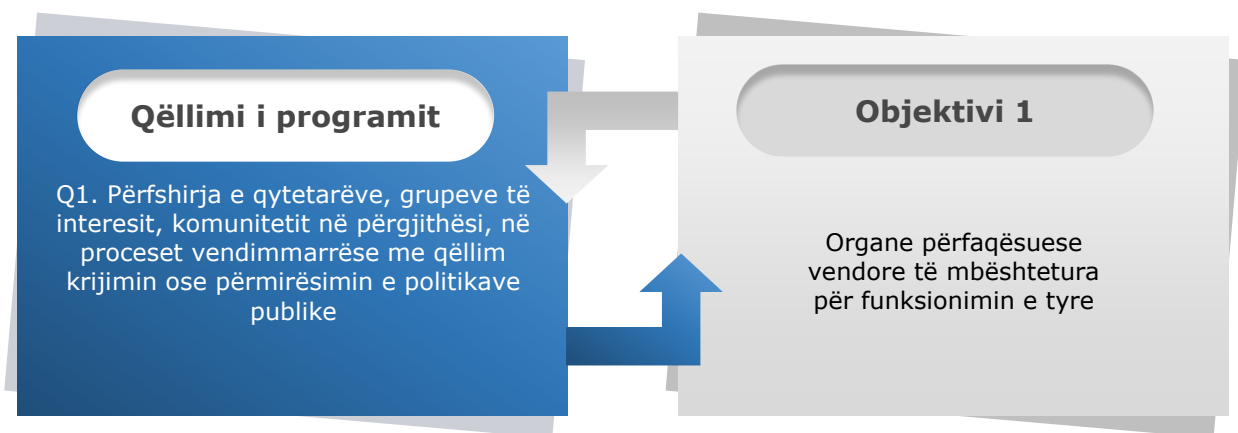 Qëllimi i programit
Q1. Përfshirja e qytetarëve, grupeve të
interesit, komunitetit në përgjithësi, në
proceset vendimmarrëse me qëllim
krijimin ose përmirësimin e politikave
publike
Objektivi 1
Organe përfaqësuese
vendore të mbështetura
për funksionimin e tyre